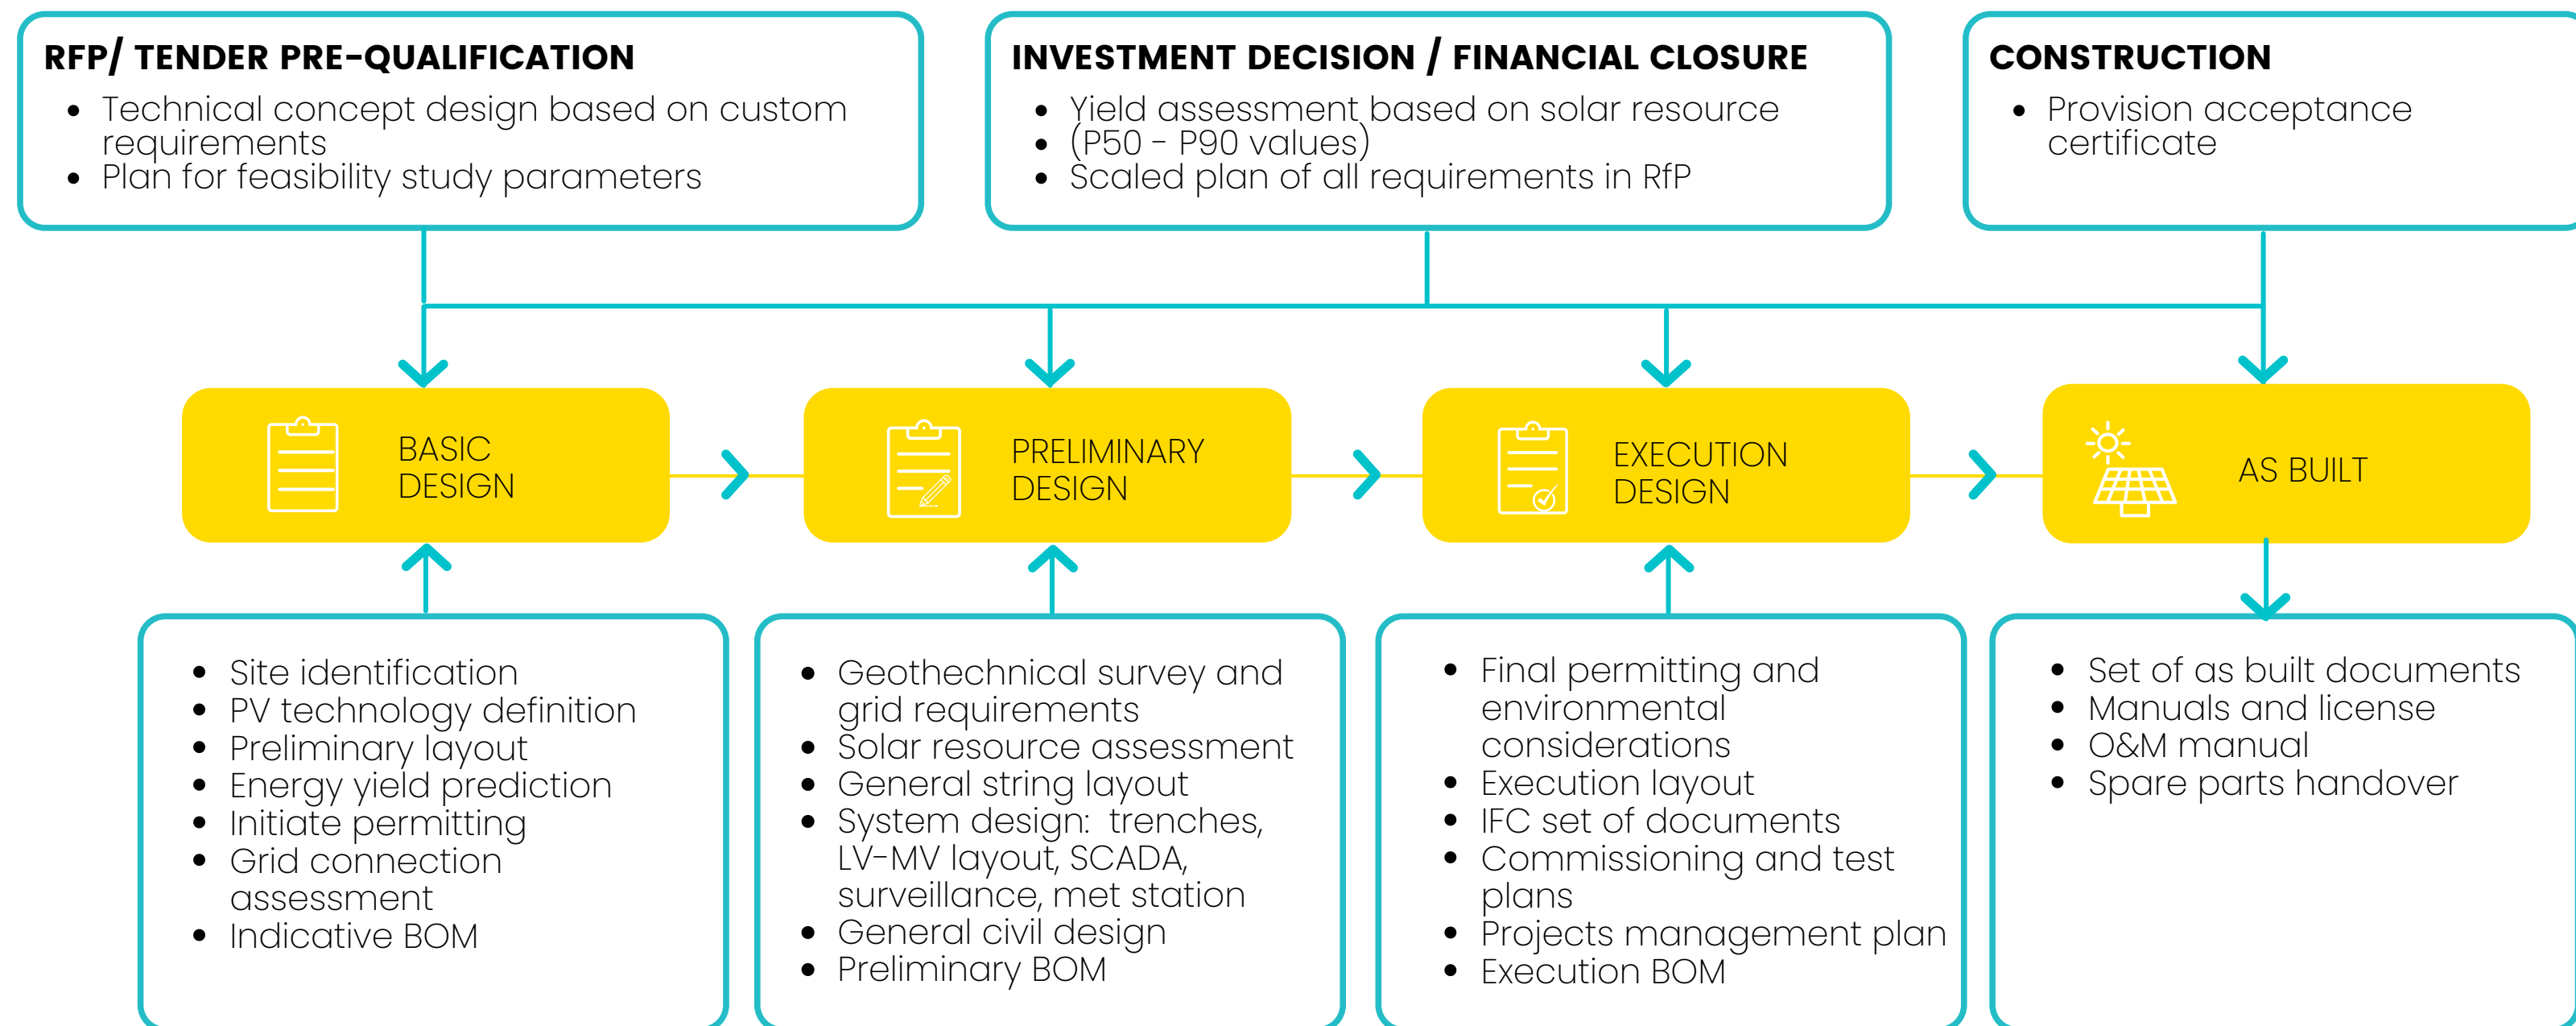 RFP/ TENDER PRE-QUALIFICATION
• Technical concept design based on custom
requirements
• Plan for feasibility study parameters
INVESTMENT DECISION / FINANCIAL CLOSURE
• Yield assessment based on solar resource
• (P50 - P90 values)
• Scaled plan of all requirements in RfP
CONSTRUCTION
• Provision acceptance
certificate
BASIC
DESIGN
PRELIMINARY
DESIGN
EXECUTION
DESIGN
AS BUILT
• Site identification
• PV technology definition
• Preliminary layout
• Energy yield prediction
• Initiate permitting
• Grid connection
assessment
• Indicative BOM
• Geothechnical survey and
grid requirements
• Solar resource assessment
• General string layout
• System design:  trenches,
LV-MV layout, SCADA,
surveillance, met station
• General civil design
• Preliminary BOM
• Final permitting and
environmental
considerations
• Execution layout
• IFC set of documents
• Commissioning and test
plans
• Projects management plan
• Execution BOM
• Set of as built documents
• Manuals and license
• O&M manual
• Spare parts handover